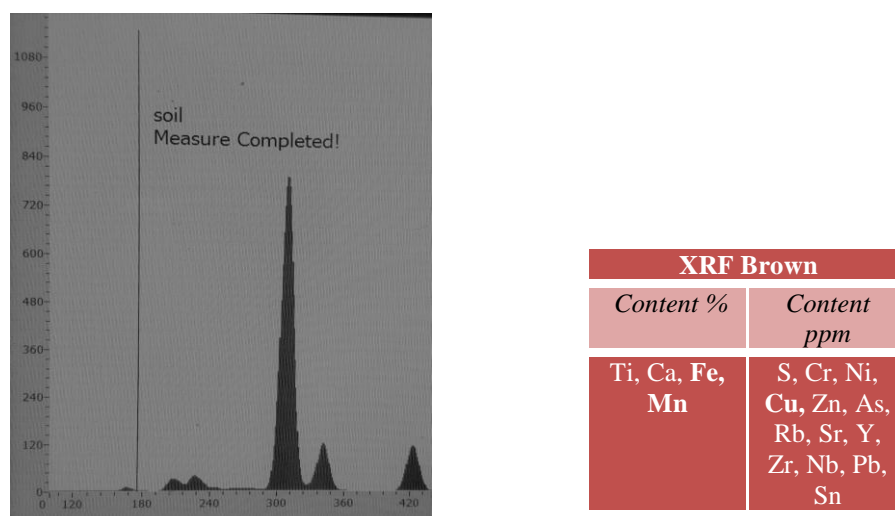 1080
960
soil
Measure Completed!
840
720
600
480
360
240
120
0
0 120 180 240 300 360 420
XRF Brown
Content % Content
ppm
Ti, Ca, Fe, S, Cr, Ni,
Mn Cu, Zn, As,
Rb, Sr, Y,
Zr, Nb, Pb,
Sn